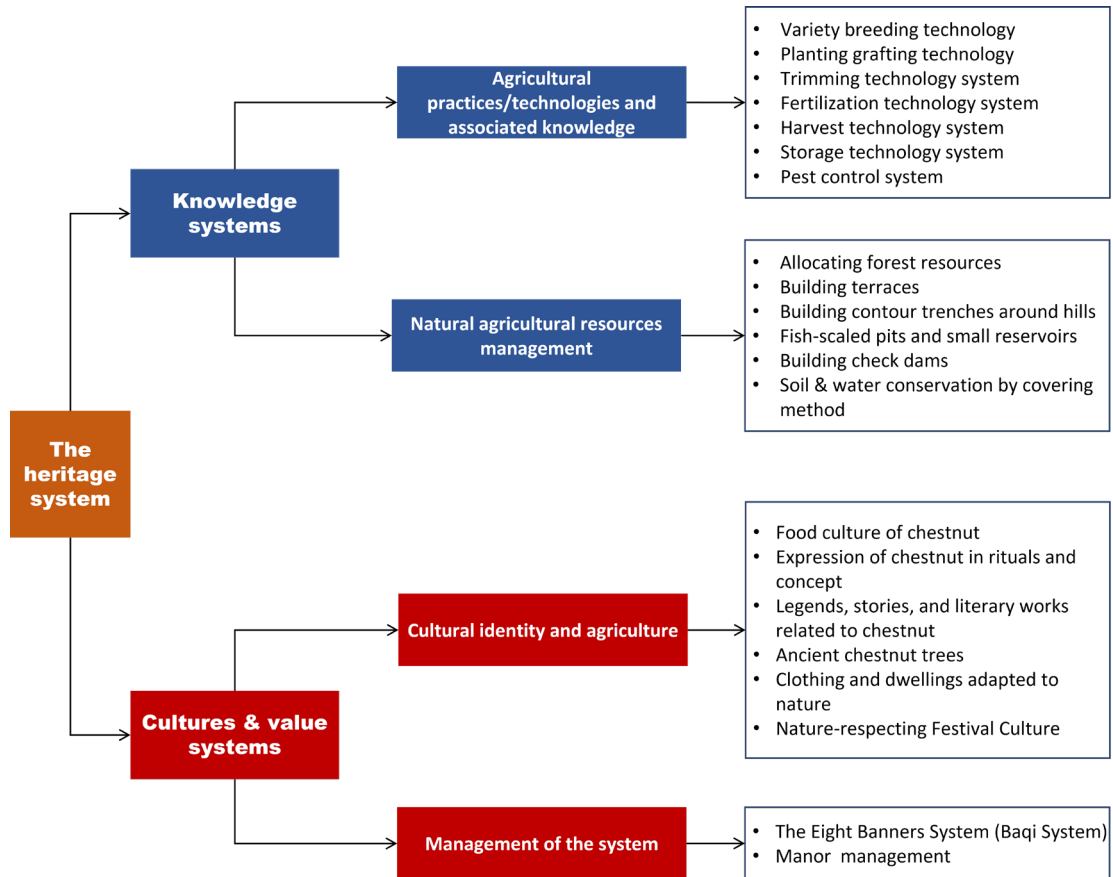 The
heritage
system
Knowledge
systems
Agricultural
practices/technologies and
associated knowledge
• Variety breeding technology
• Planting grafting technology
• Trimming technology system
• Fertilization technology system
• Harvest technology system
• Storage technology system
• Pest control system
Natural agricultural resources
management
• Allocating forest resources
• Building terraces
• Building contour trenches around hills
• Fish-scaled pits and small reservoirs
• Building check dams
• Soil & water conservation by covering
method
Cultures & value
systems
Cultural identity and agriculture
• Food culture of chestnut
• Expression of chestnut in rituals and
concept
• Legends, stories, and literary works
related to chestnut
• Ancient chestnut trees
• Clothing and dwellings adapted to
nature
• Nature-respecting Festival Culture
Management of the system
• The Eight Banners System (Baqi System)
• Manor management